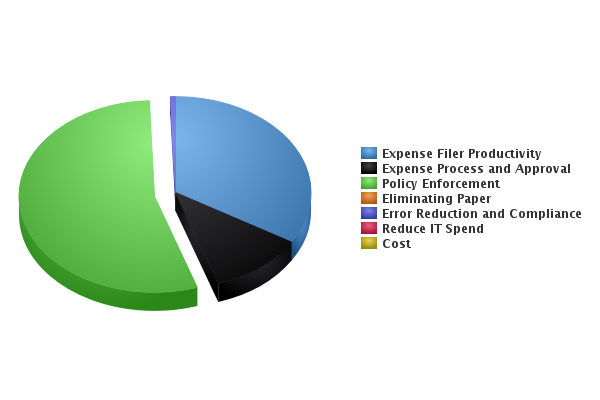 Expense Filer Productivity
Expense Process and Approval
Policy Enforcement
Eliminating Paper
Error Reduction and Compliance
Reduce IT Spend
Cost